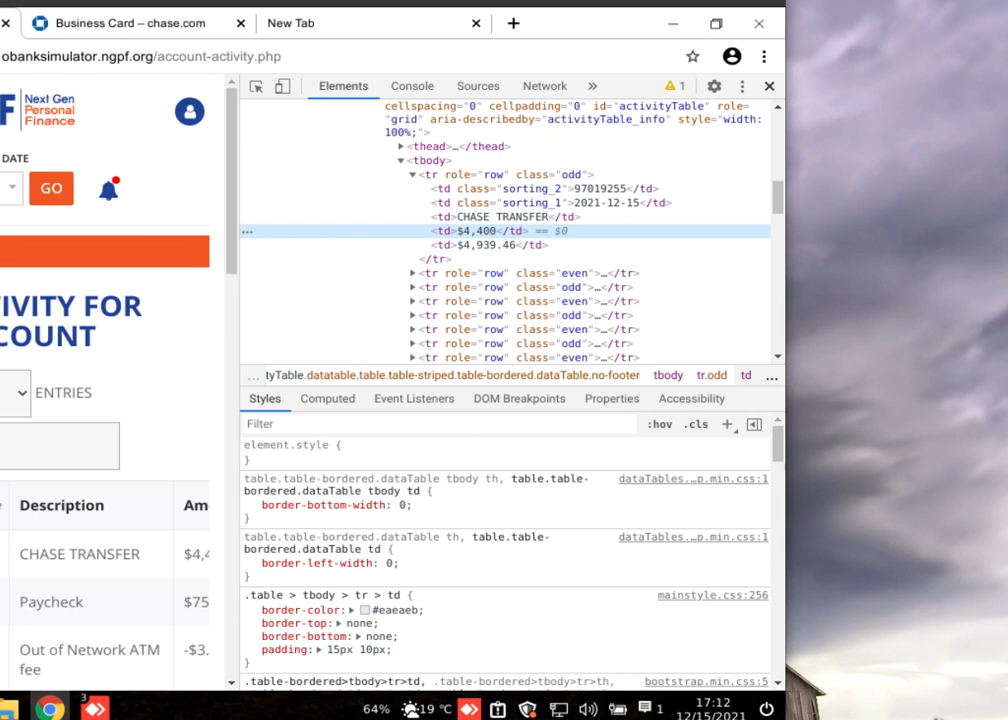 Business Card – chase.com
New Tab
obanksimulator.ngpf.org/account-activity.php
F
Next Gen
Personal
Finance
DATE
GO
TIVITY FOR
COUNT
ENTRIES
Description
Am
CHASE TRANSFER
$4,4
Paycheck
$75
Out of Network ATM
fee
-$3.
Elements Console Sources Network » 1
cellspacing="0" cellpadding="0" id="activityTable" role=
"grid" aria-describedby="activityTable_info" style="width:
100%;">
<thead>…</thead>
<tbody>
<tr role="row" class="odd">
<td class="sorting_2">97019255</td>
<td class="sorting_1">2021-12-15</td>
<td>CHASE TRANSFER</td>
… <td>$4,400</td> == $0
<td>$4,939.46</td>
</tr>
<tr role="row" class="even">…</tr>
<tr role="row" class="odd">…</tr>
<tr role="row" class="even">…</tr>
<tr role="row" class="odd">…</tr>
<tr role="row" class="even">…</tr>
<tr role="row" class="odd">…</tr>
<tr role="row" class="even">…</tr>
… tyTable.datatable.table.table-striped.table-bordered.dataTable.no-footer tbody tr.odd td …
Styles Computed Event Listeners DOM Breakpoints Properties Accessibility
Filter :hov .cls +
element.style {
}
table.table-bordered.dataTable tbody th, table.table- dataTables.…p.min.css:1
bordered.dataTable tbody td {
border-bottom-width: 0;
}
table.table-bordered.dataTable th, table.table- dataTables.…p.min.css:1
bordered.dataTable td {
border-left-width: 0;
}
.table > tbody > tr > td { mainstyle.css:256
border-color: #eaeaeb;
border-top: none;
border-bottom: none;
padding: 15px 10px;
}
.table-bordered>tbody>tr>td, .table-bordered>tbody>tr>th, bootstrap.min.css:5
3
64% 19 °C 1 17:12
12/15/2021